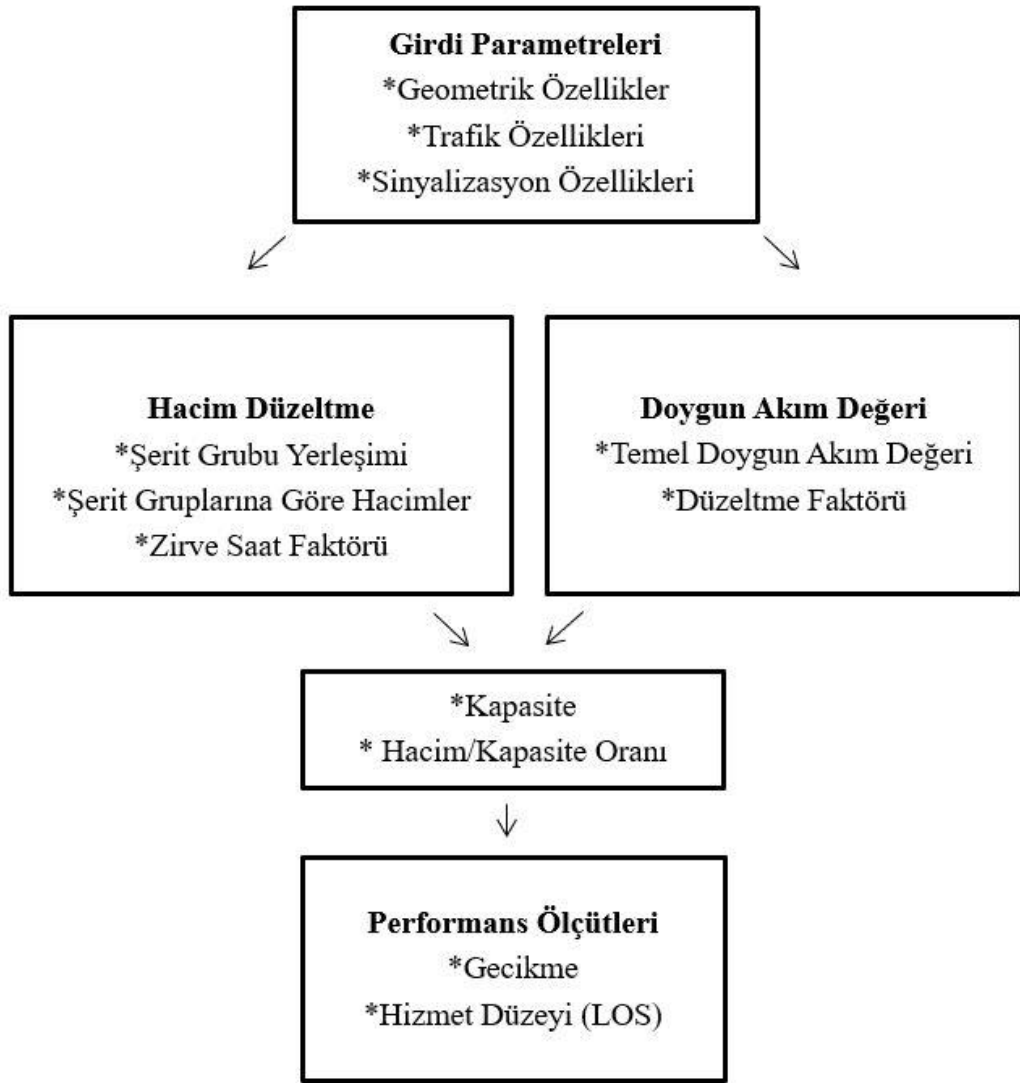 Girdi Parametreleri
*Geometrik Özellikler
*Trafik Özellikleri
*Sinyalizasyon Özellikleri
Hacim Düzeltme
*Şerit Grubu Yerleşimi
*Şerit Gruplarına Göre Hacimler
*Zirve Saat Faktörü
Doygun Akım Değeri
*Temel Doygun Akım Değeri
*Düzeltme Faktörü
*Kapasite
* Hacim/Kapasite Oranı
Performans Ölçütleri
*Gecikme
*Hizmet Düzeyi (LOS)